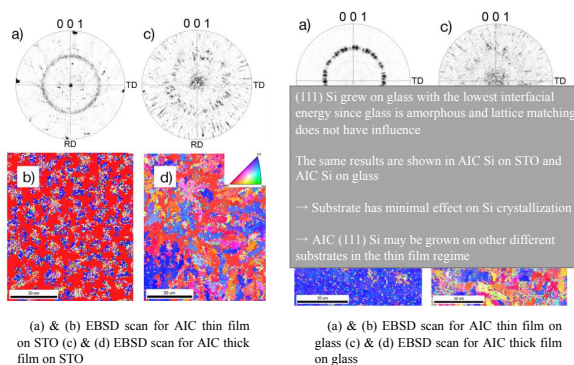 0 0 1
0 0 1
0 0 1
0 0 1
a)
c)
a)
c)
TD
TD
TD
TD
RD
RD
b)
d)
30 µm
30 µm
(111) Si grew on glass with the lowest interfacial
energy since glass is amorphous and lattice matching
does not have influence
The same results are shown in AIC Si on STO and
AIC Si on glass
→ Substrate has minimal effect on Si crystallization
→ AIC (111) Si may be grown on other different
substrates in the thin film regime
30 µm
30 µm
(a) & (b) EBSD scan for AIC thin film
on STO (c) & (d) EBSD scan for AIC thick
film on STO
(a) & (b) EBSD scan for AIC thin film on
glass (c) & (d) EBSD scan for AIC thick film
on glass